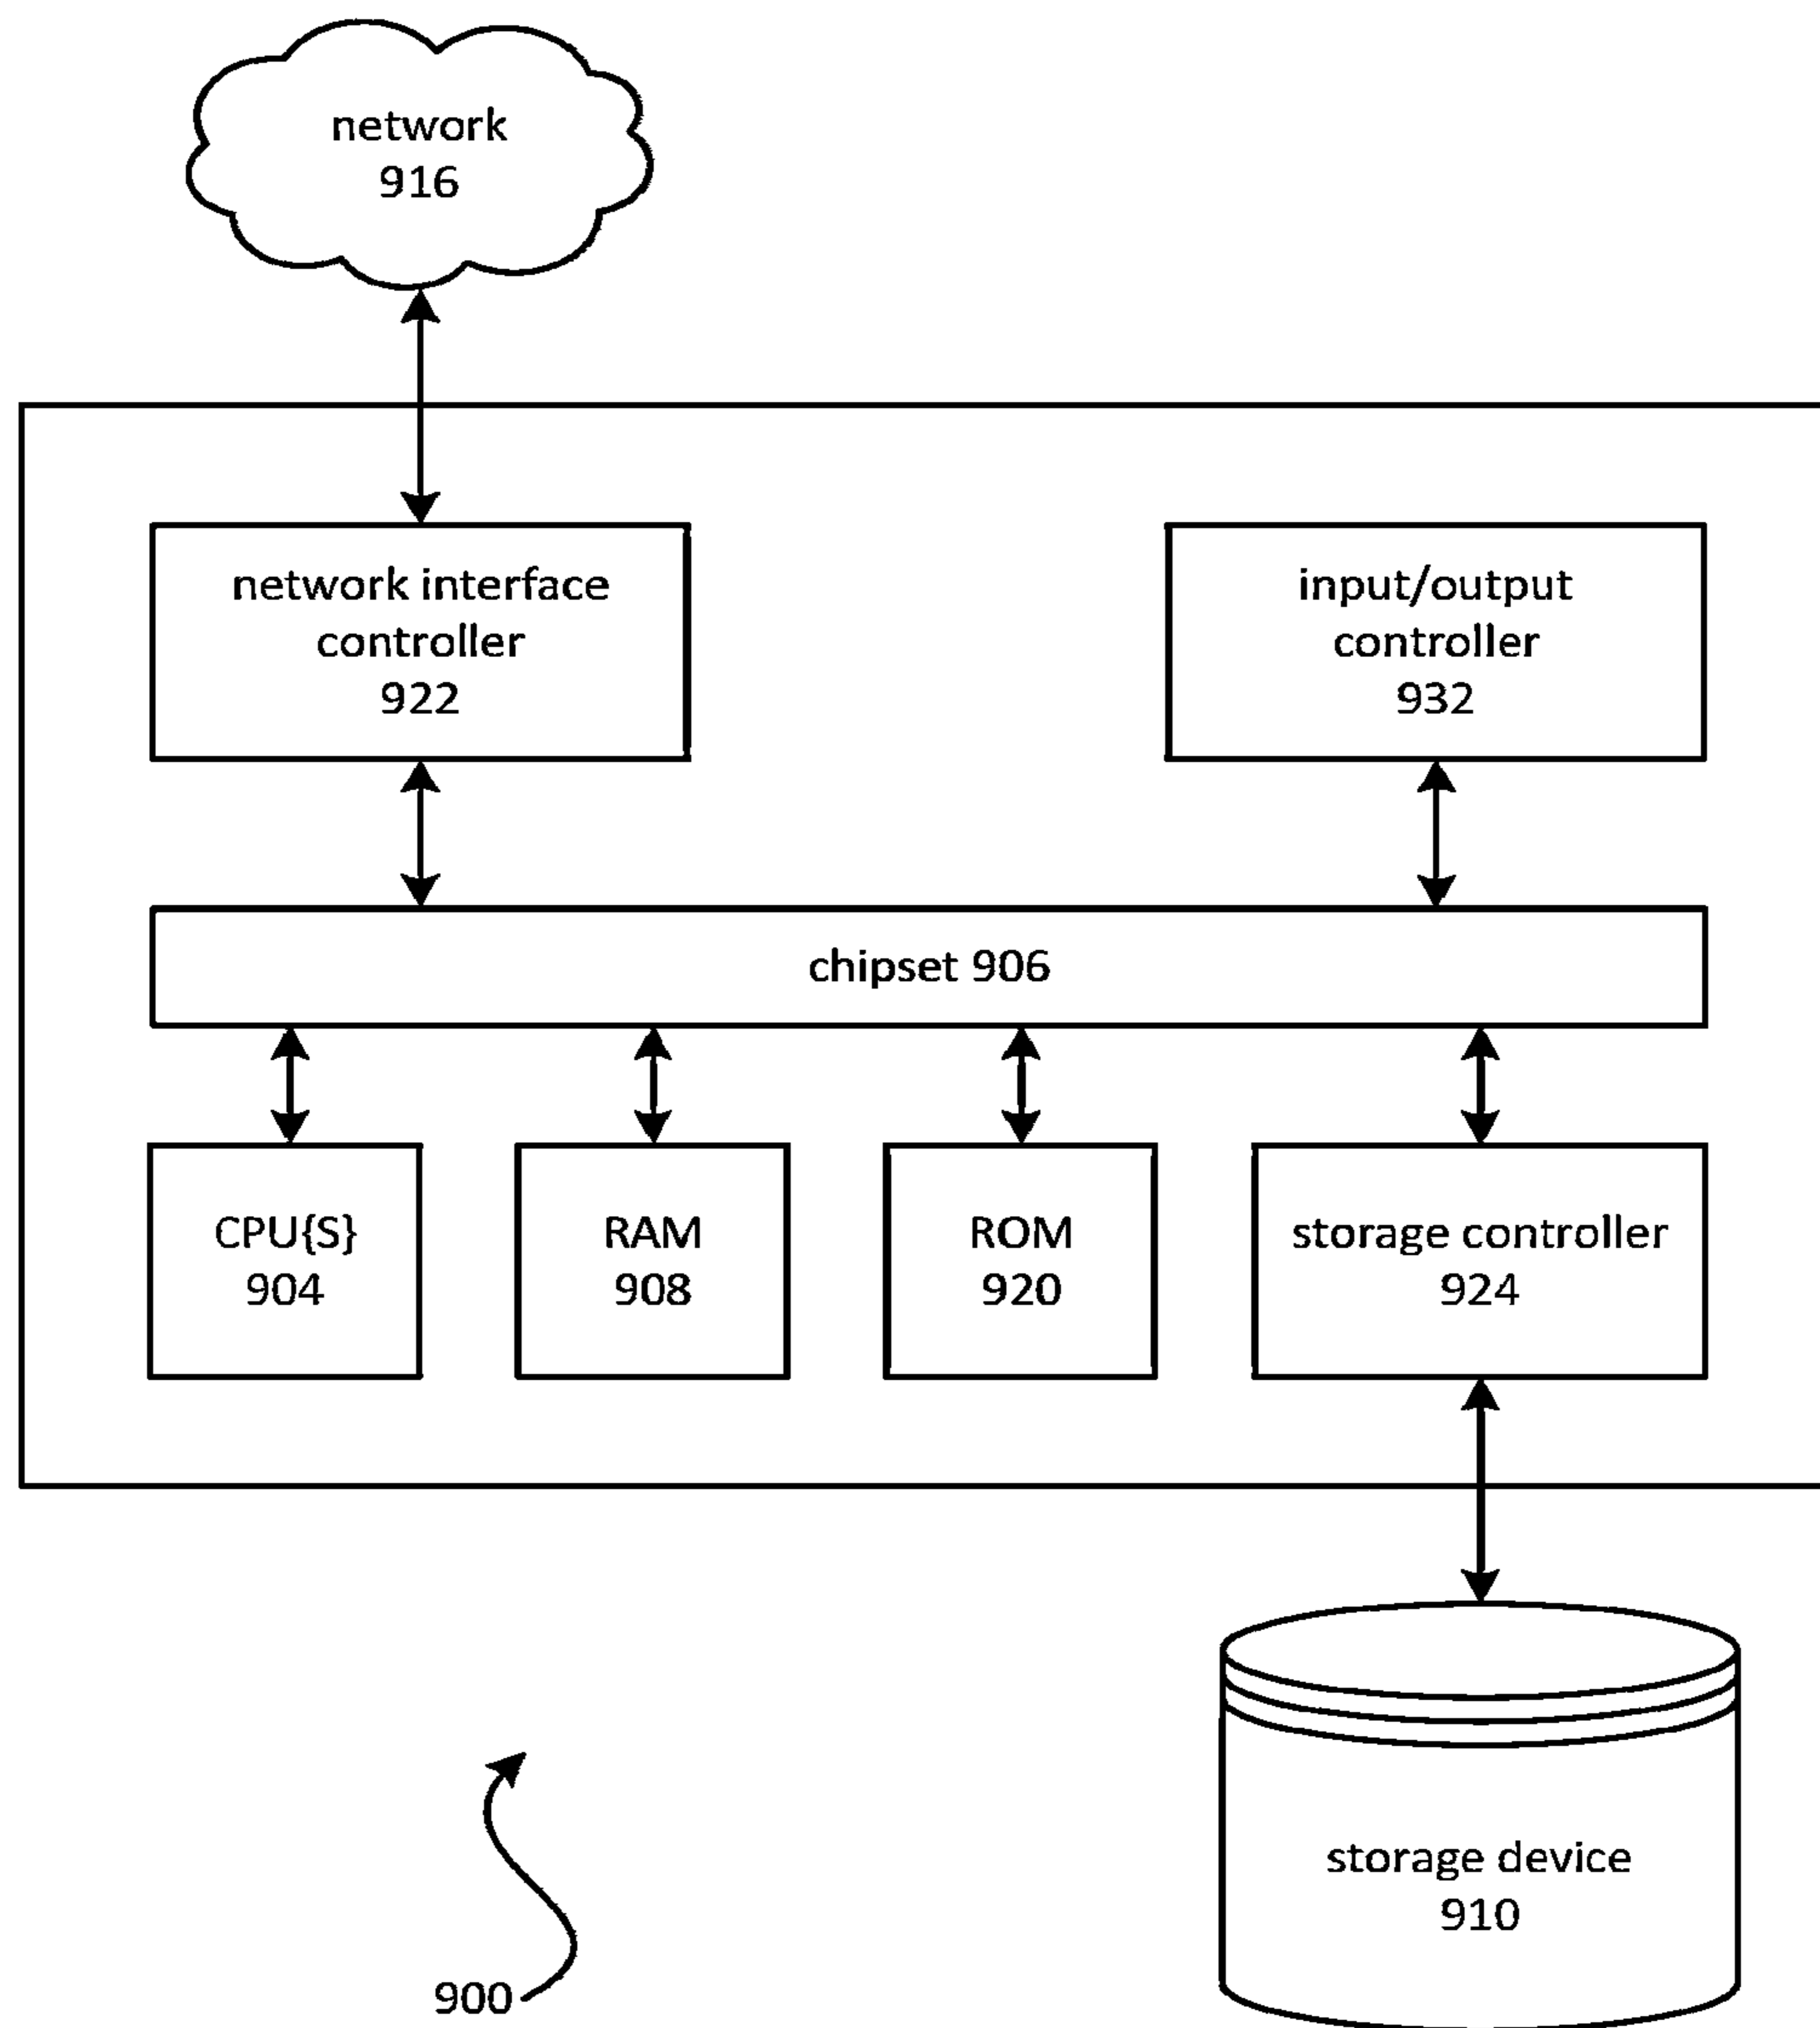 network
916
network interface
controller
922
input/output
controller
932
chipset 906
CPU{S}
904
RAM
908
ROM
920
storage controller
924
storage device
910
900